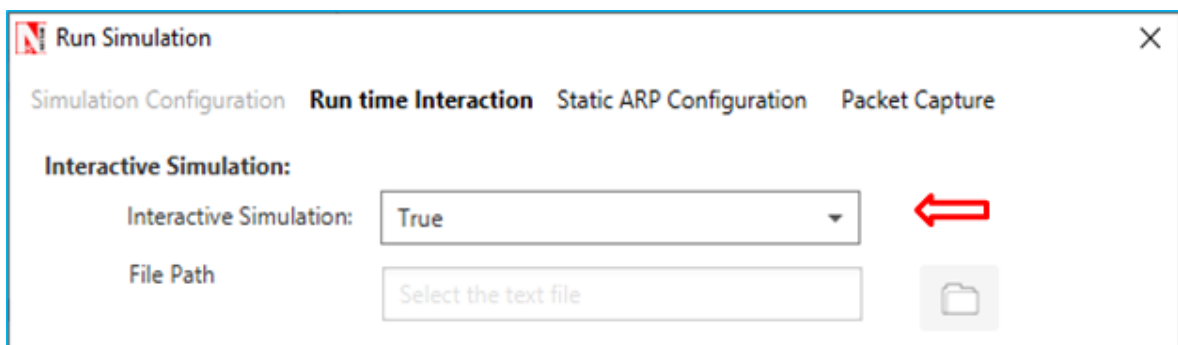 Run Simulation
Simulation Configuration Run time Interaction Static ARP Configuration Packet Capture
Interactive Simulation:
Interactive Simulation: True
File Path Select the text file